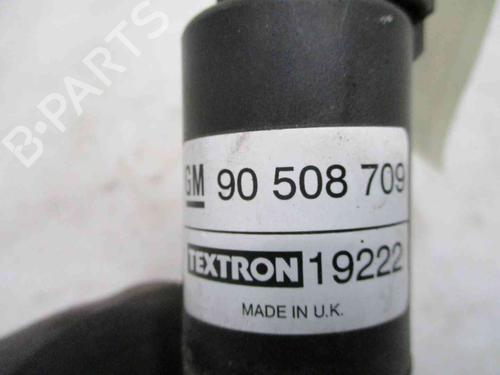 B-PARTS
GM 90 508 709
TEXTRON 19222
MADE IN U.K.